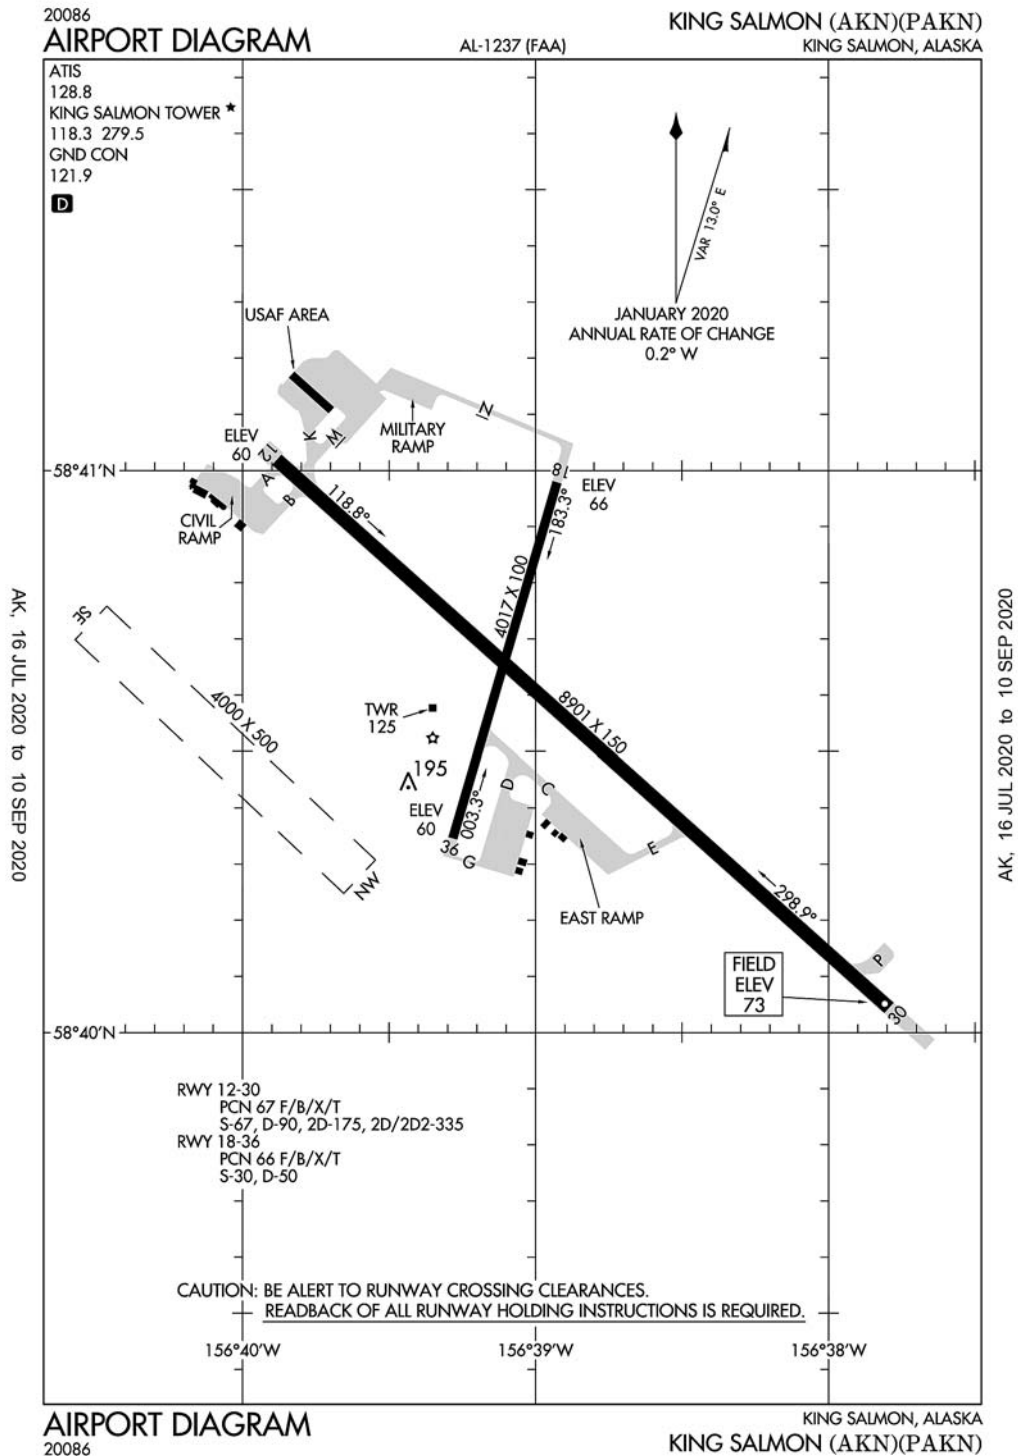 20086
AIRPORT DIAGRAM
AL-1237 (FAA)
KING SALMON (AKN)(PAKN)
KING SALMON, ALASKA
ATIS
128.8
KING SALMON TOWER ★
118.3 279.5
GND CON
121.9
D
VAR 13.0° E
JANUARY 2020
ANNUAL RATE OF CHANGE
0.2° W
USAF AREA
MILITARY
RAMP
ZI
K
M
ELEV
60
12
A
B
CIVIL
RAMP
58°41'N
118.8°
18
ELEV
66
183.3°
4017 X 100
8901 X 150
SE
4000 X 500
NW
TWR
125
195
ELEV
60
003.3°
36
G
D
C
E
EAST RAMP
298.9°
P
FIELD
ELEV
73
30
58°40'N
RWY 12-30
PCN 67 F/B/X/T
S-67, D-90, 2D-175, 2D/2D2-335
RWY 18-36
PCN 66 F/B/X/T
S-30, D-50
CAUTION: BE ALERT TO RUNWAY CROSSING CLEARANCES.
READBACK OF ALL RUNWAY HOLDING INSTRUCTIONS IS REQUIRED.
156°40'W
156°39'W
156°38'W
AK, 16 JUL 2020 to 10 SEP 2020
AK, 16 JUL 2020 to 10 SEP 2020
AIRPORT DIAGRAM
20086
KING SALMON, ALASKA
KING SALMON (AKN)(PAKN)